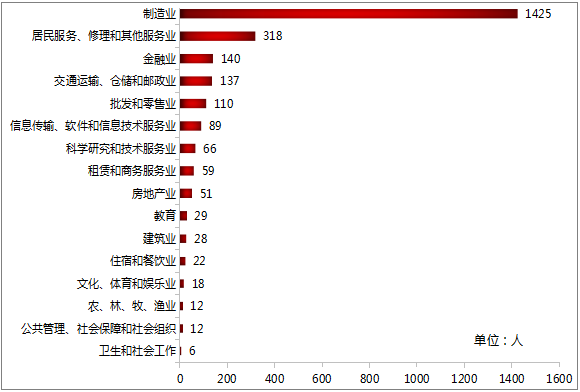 制造业 1425
居民服务、修理和其他服务业 318
金融业 140
交通运输、仓储和邮政业 137
批发和零售业 110
信息传输、软件和信息技术服务业 89
科学研究和技术服务业 66
租赁和商务服务业 59
房地产业 51
教育 29
建筑业 28
住宿和餐饮业 22
文化、体育和娱乐业 18
农、林、牧、渔业 12
公共管理、社会保障和社会组织 12
单位：人
卫生和社会工作 6
0 200 400 600 800 1000 1200 1400 1600